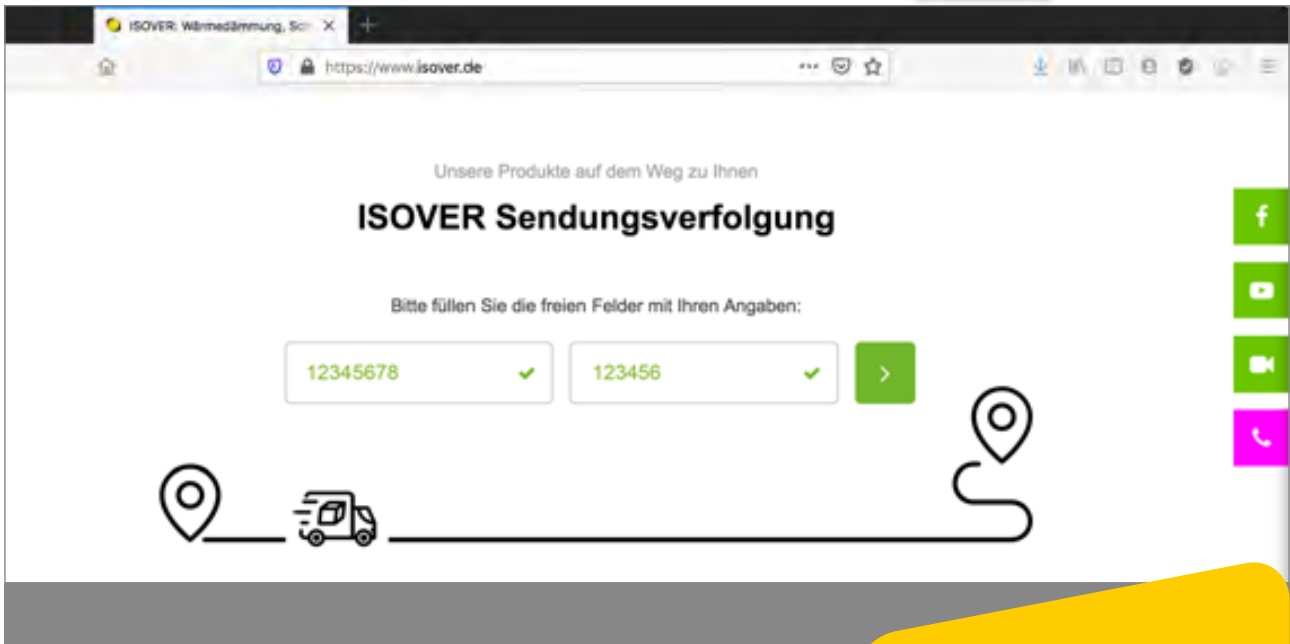 ISOVER: Wärmedämmung, Sch
https://www.isover.de
Unsere Produkte auf dem Weg zu Ihnen
ISOVER Sendungsverfolgung
Bitte füllen Sie die freien Felder mit Ihren Angaben:
12345678
123456